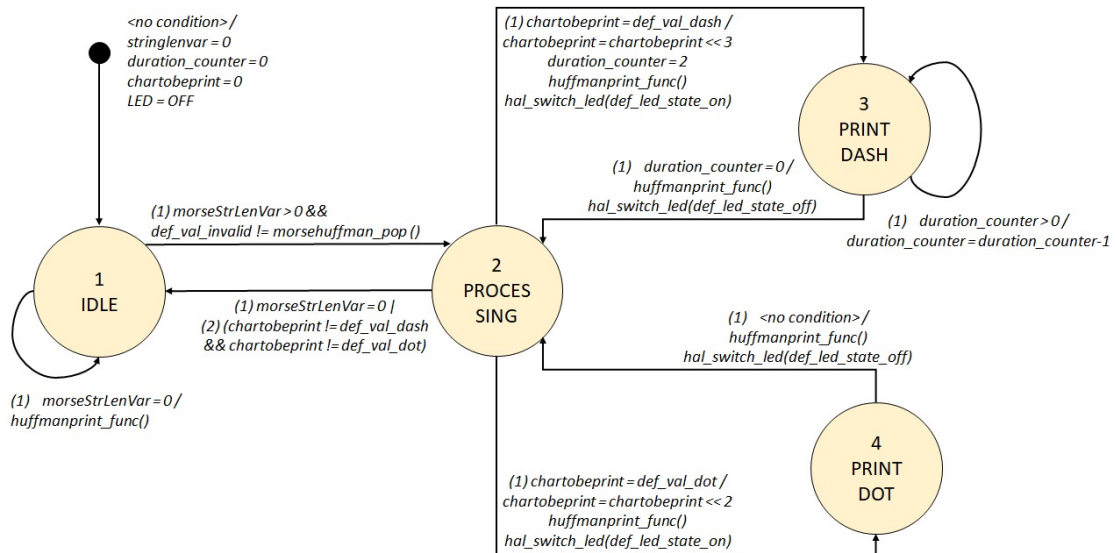 <no condition> /
stringlenvar = 0
duration_counter = 0
chartobeprint = 0
LED = OFF
(1) chartobeprint = def_val_dash /
chartobeprint = chartobeprint << 3
duration_counter = 2
huffmanprint_func()
hal_switch_led(def_led_state_on)
3
PRINT
DASH
(1) duration_counter = 0 /
huffmanprint_func()
hal_switch_led(def_led_state_off)
(1) duration_counter > 0 /
duration_counter = duration_counter-1
(1) morseStrLenVar > 0 &&
def_val_invalid != morsehuffman_pop ()
1
IDLE
2
PROCES
SING
(1) morseStrLenVar = 0 |
(2) (chartobeprint != def_val_dash
&& chartobeprint != def_val_dot)
(1) <no condition> /
huffmanprint_func()
hal_switch_led(def_led_state_off)
(1) morseStrLenVar = 0 /
huffmanprint_func()
4
PRINT
DOT
(1) chartobeprint = def_val_dot /
chartobeprint = chartobeprint << 2
huffmanprint_func()
hal_switch_led(def_led_state_on)